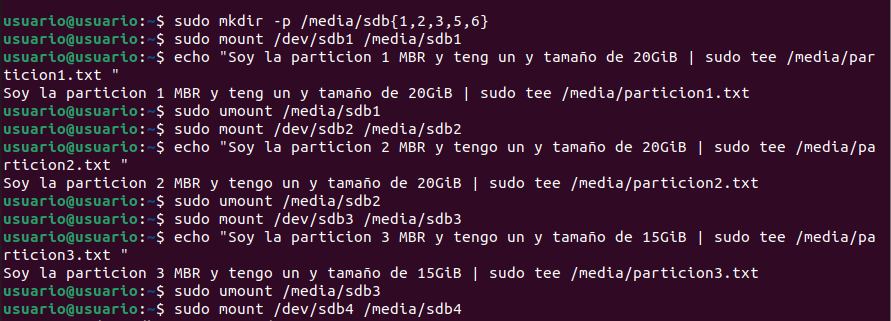 usuario@usuario:~$ sudo mkdir -p /media/sdb{1,2,3,5,6}
usuario@usuario:~$ sudo mount /dev/sdb1 /media/sdb1
usuario@usuario:~$ echo "Soy la particion 1 MBR y teng un y tamaño de 20GiB | sudo tee /media/par
ticion1.txt "
Soy la particion 1 MBR y teng un y tamaño de 20GiB | sudo tee /media/particion1.txt
usuario@usuario:~$ sudo umount /media/sdb1
usuario@usuario:~$ sudo mount /dev/sdb2 /media/sdb2
usuario@usuario:~$ echo "Soy la particion 2 MBR y tengo un y tamaño de 20GiB | sudo tee /media/pa
rticion2.txt "
Soy la particion 2 MBR y tengo un y tamaño de 20GiB | sudo tee /media/particion2.txt
usuario@usuario:~$ sudo umount /media/sdb2
usuario@usuario:~$ sudo mount /dev/sdb3 /media/sdb3
usuario@usuario:~$ echo "Soy la particion 3 MBR y tengo un y tamaño de 15GiB | sudo tee /media/pa
rticion3.txt "
Soy la particion 3 MBR y tengo un y tamaño de 15GiB | sudo tee /media/particion3.txt
usuario@usuario:~$ sudo umount /media/sdb3
usuario@usuario:~$ sudo mount /dev/sdb4 /media/sdb4